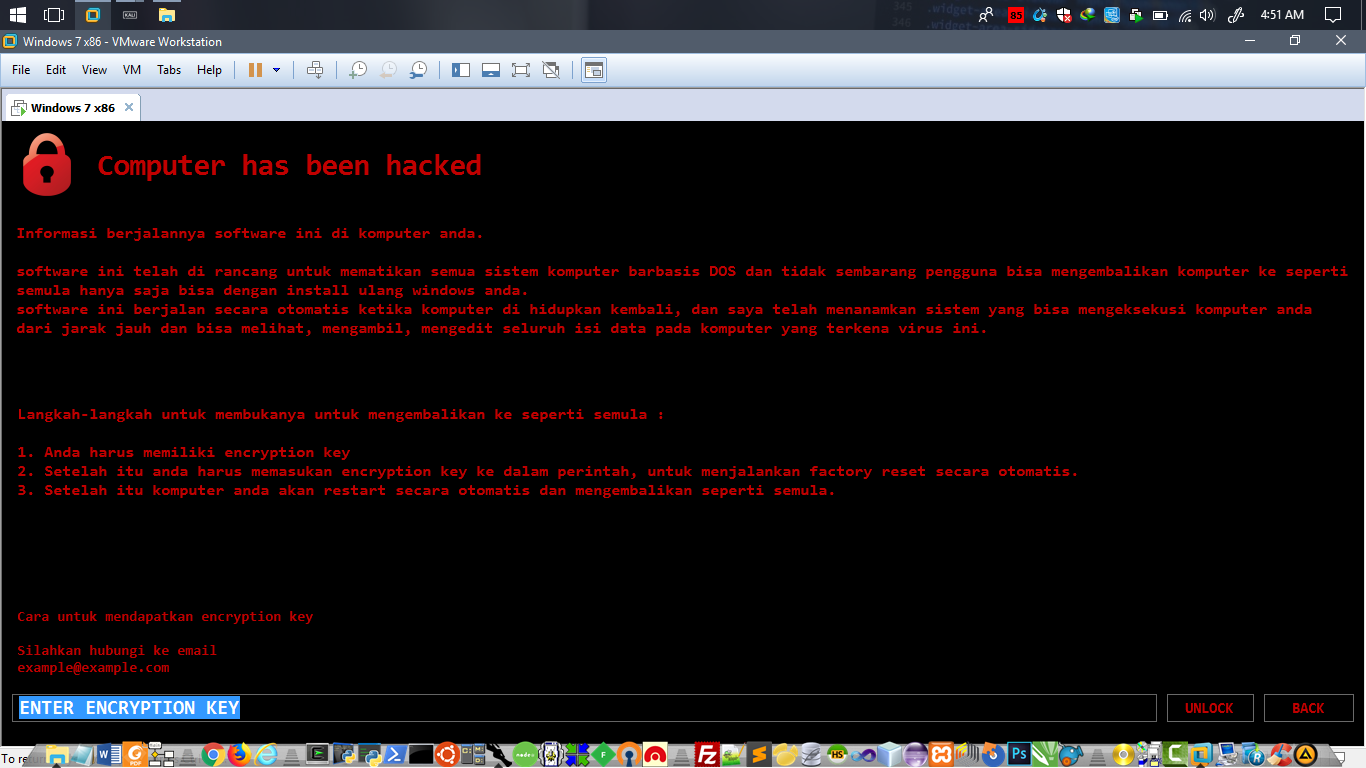 345 .widget-area
346 .widget-area
85
4:51 AM
Windows 7 x86 - VMware Workstation
File Edit View VM Tabs Help
Windows 7 x86
Computer has been hacked
Informasi berjalannya software ini di komputer anda.
software ini telah di rancang untuk mematikan semua sistem komputer barbasis DOS dan tidak sembarang pengguna bisa mengembalikan komputer ke seperti
semula hanya saja bisa dengan install ulang windows anda.
software ini berjalan secara otomatis ketika komputer di hidupkan kembali, dan saya telah menanamkan sistem yang bisa mengeksekusi komputer anda
dari jarak jauh dan bisa melihat, mengambil, mengedit seluruh isi data pada komputer yang terkena virus ini.
Langkah-langkah untuk membukanya untuk mengembalikan ke seperti semula :
1. Anda harus memiliki encryption key
2. Setelah itu anda harus memasukan encryption key ke dalam perintah, untuk menjalankan factory reset secara otomatis.
3. Setelah itu komputer anda akan restart secara otomatis dan mengembalikan seperti semula.
Cara untuk mendapatkan encryption key
Silahkan hubungi ke email
example@example.com
ENTER ENCRYPTION KEY UNLOCK BACK
To